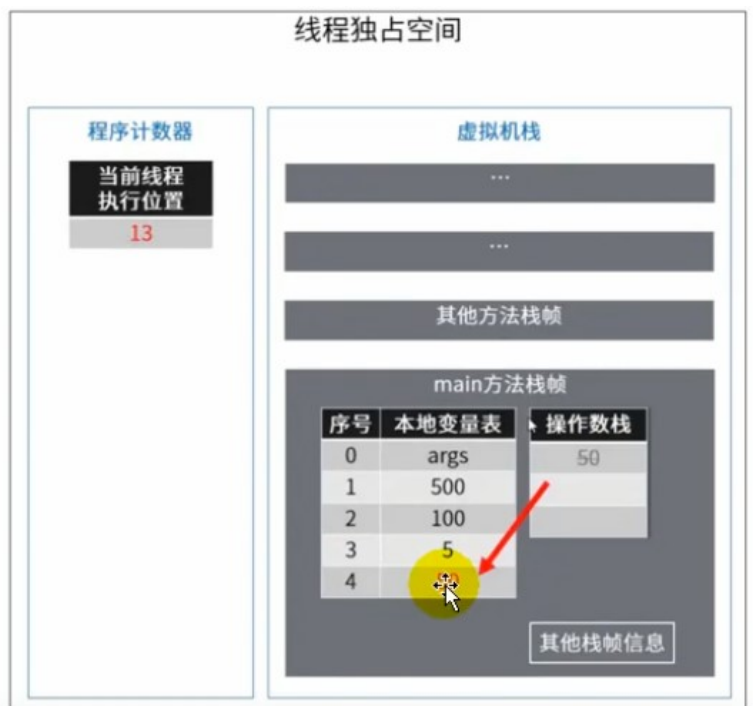 线程独占空间
程序计数器
当前线程
执行位置
13
虚拟机栈
...
...
其他方法栈帧
main方法栈帧
序号 本地变量表
0 args
1 500
2 100
3 5
4
操作数栈
50
其他栈帧信息